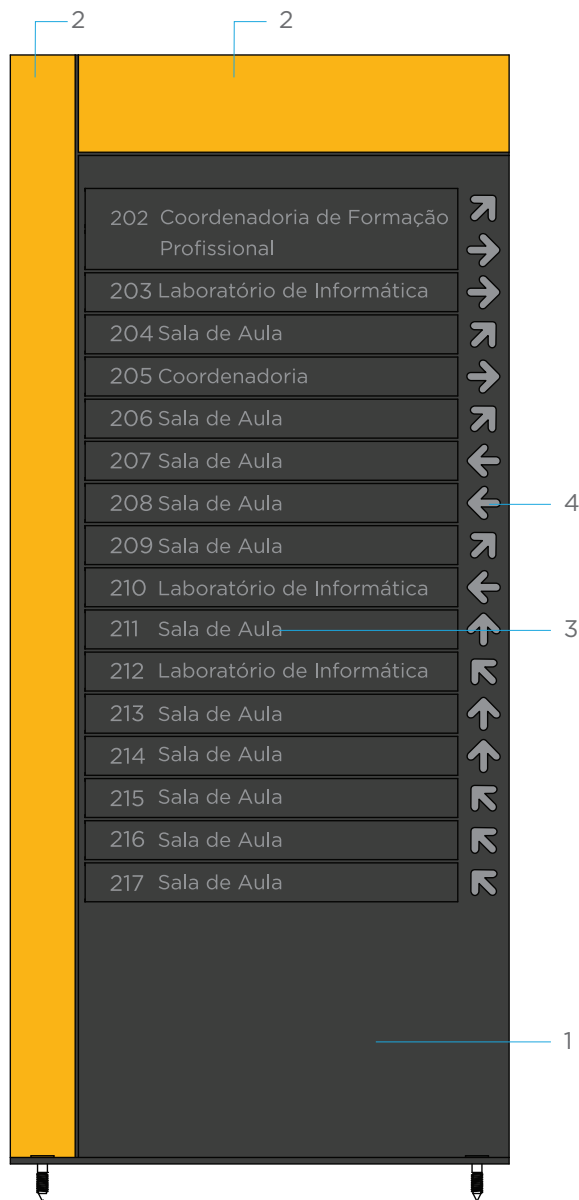 2 2
202 Coordenadoria de Formação
Profissional
203 Laboratório de Informática
204 Sala de Aula
205 Coordenadoria
206 Sala de Aula
207 Sala de Aula
208 Sala de Aula 4
209 Sala de Aula
210 Laboratório de Informática
211 Sala de Aula 3
212 Laboratório de Informática
213 Sala de Aula
214 Sala de Aula
215 Sala de Aula
216 Sala de Aula
217 Sala de Aula
1